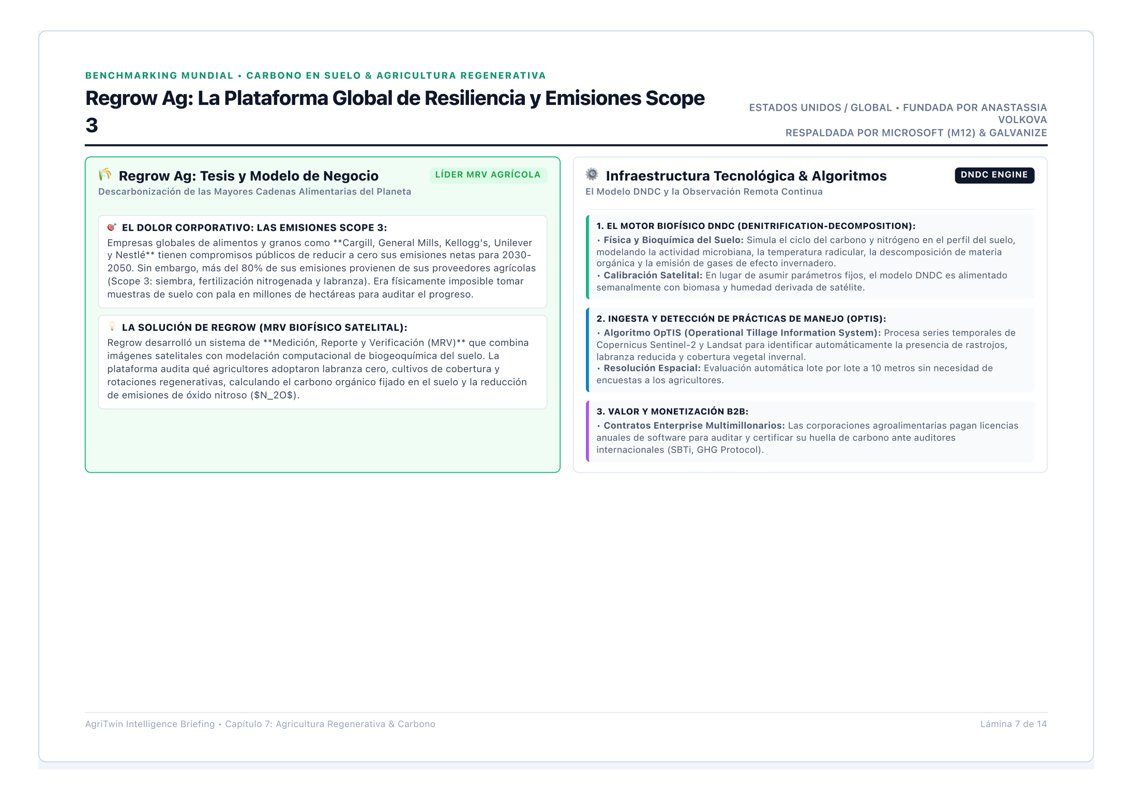 BENCHMARKING MUNDIAL • CARBONO EN SUELO & AGRICULTURA REGENERATIVA
Regrow Ag: La Plataforma Global de Resiliencia y Emisiones Scope
3
ESTADOS UNIDOS / GLOBAL • FUNDADA POR ANASTASSIA
VOLKOVA
RESPALDADA POR MICROSOFT (M12) & GALVANIZE
Regrow Ag: Tesis y Modelo de Negocio
LÍDER MRV AGRÍCOLA
Descarbonización de las Mayores Cadenas Alimentarias del Planeta
EL DOLOR CORPORATIVO: LAS EMISIONES SCOPE 3:
Empresas globales de alimentos y granos como **Cargill, General Mills, Kellogg's, Unilever
y Nestlé** tienen compromisos públicos de reducir a cero sus emisiones netas para 2030-
2050. Sin embargo, más del 80% de sus emisiones provienen de sus proveedores agrícolas
(Scope 3: siembra, fertilización nitrogenada y labranza). Era físicamente imposible tomar
muestras de suelo con pala en millones de hectáreas para auditar el progreso.
LA SOLUCIÓN DE REGROW (MRV BIOFÍSICO SATELITAL):
Regrow desarrolló un sistema de **Medición, Reporte y Verificación (MRV)** que combina
imágenes satelitales con modelación computacional de biogeoquímica del suelo. La
plataforma audita qué agricultores adoptaron labranza cero, cultivos de cobertura y
rotaciones regenerativas, calculando el carbono orgánico fijado en el suelo y la reducción
de emisiones de óxido nitroso ($N_2O$).
Infraestructura Tecnológica & Algoritmos
DNDC ENGINE
El Modelo DNDC y la Observación Remota Continua
1. EL MOTOR BIOFÍSICO DNDC (DENITRIFICATION-DECOMPOSITION):
• Física y Bioquímica del Suelo: Simula el ciclo del carbono y nitrógeno en el perfil del suelo,
modelando la actividad microbiana, la temperatura radicular, la descomposición de materia
orgánica y la emisión de gases de efecto invernadero.
• Calibración Satelital: En lugar de asumir parámetros fijos, el modelo DNDC es alimentado
semanalmente con biomasa y humedad derivada de satélite.
2. INGESTA Y DETECCIÓN DE PRÁCTICAS DE MANEJO (OPTIS):
• Algoritmo OpTIS (Operational Tillage Information System): Procesa series temporales de
Copernicus Sentinel-2 y Landsat para identificar automáticamente la presencia de rastrojos,
labranza reducida y cobertura vegetal invernal.
• Resolución Espacial: Evaluación automática lote por lote a 10 metros sin necesidad de
encuestas a los agricultores.
3. VALOR Y MONETIZACIÓN B2B:
• Contratos Enterprise Multimillonarios: Las corporaciones agroalimentarias pagan licencias
anuales de software para auditar y certificar su huella de carbono ante auditores
internacionales (SBTi, GHG Protocol).
AgriTwin Intelligence Briefing • Capítulo 7: Agricultura Regenerativa & Carbono
Lámina 7 de 14